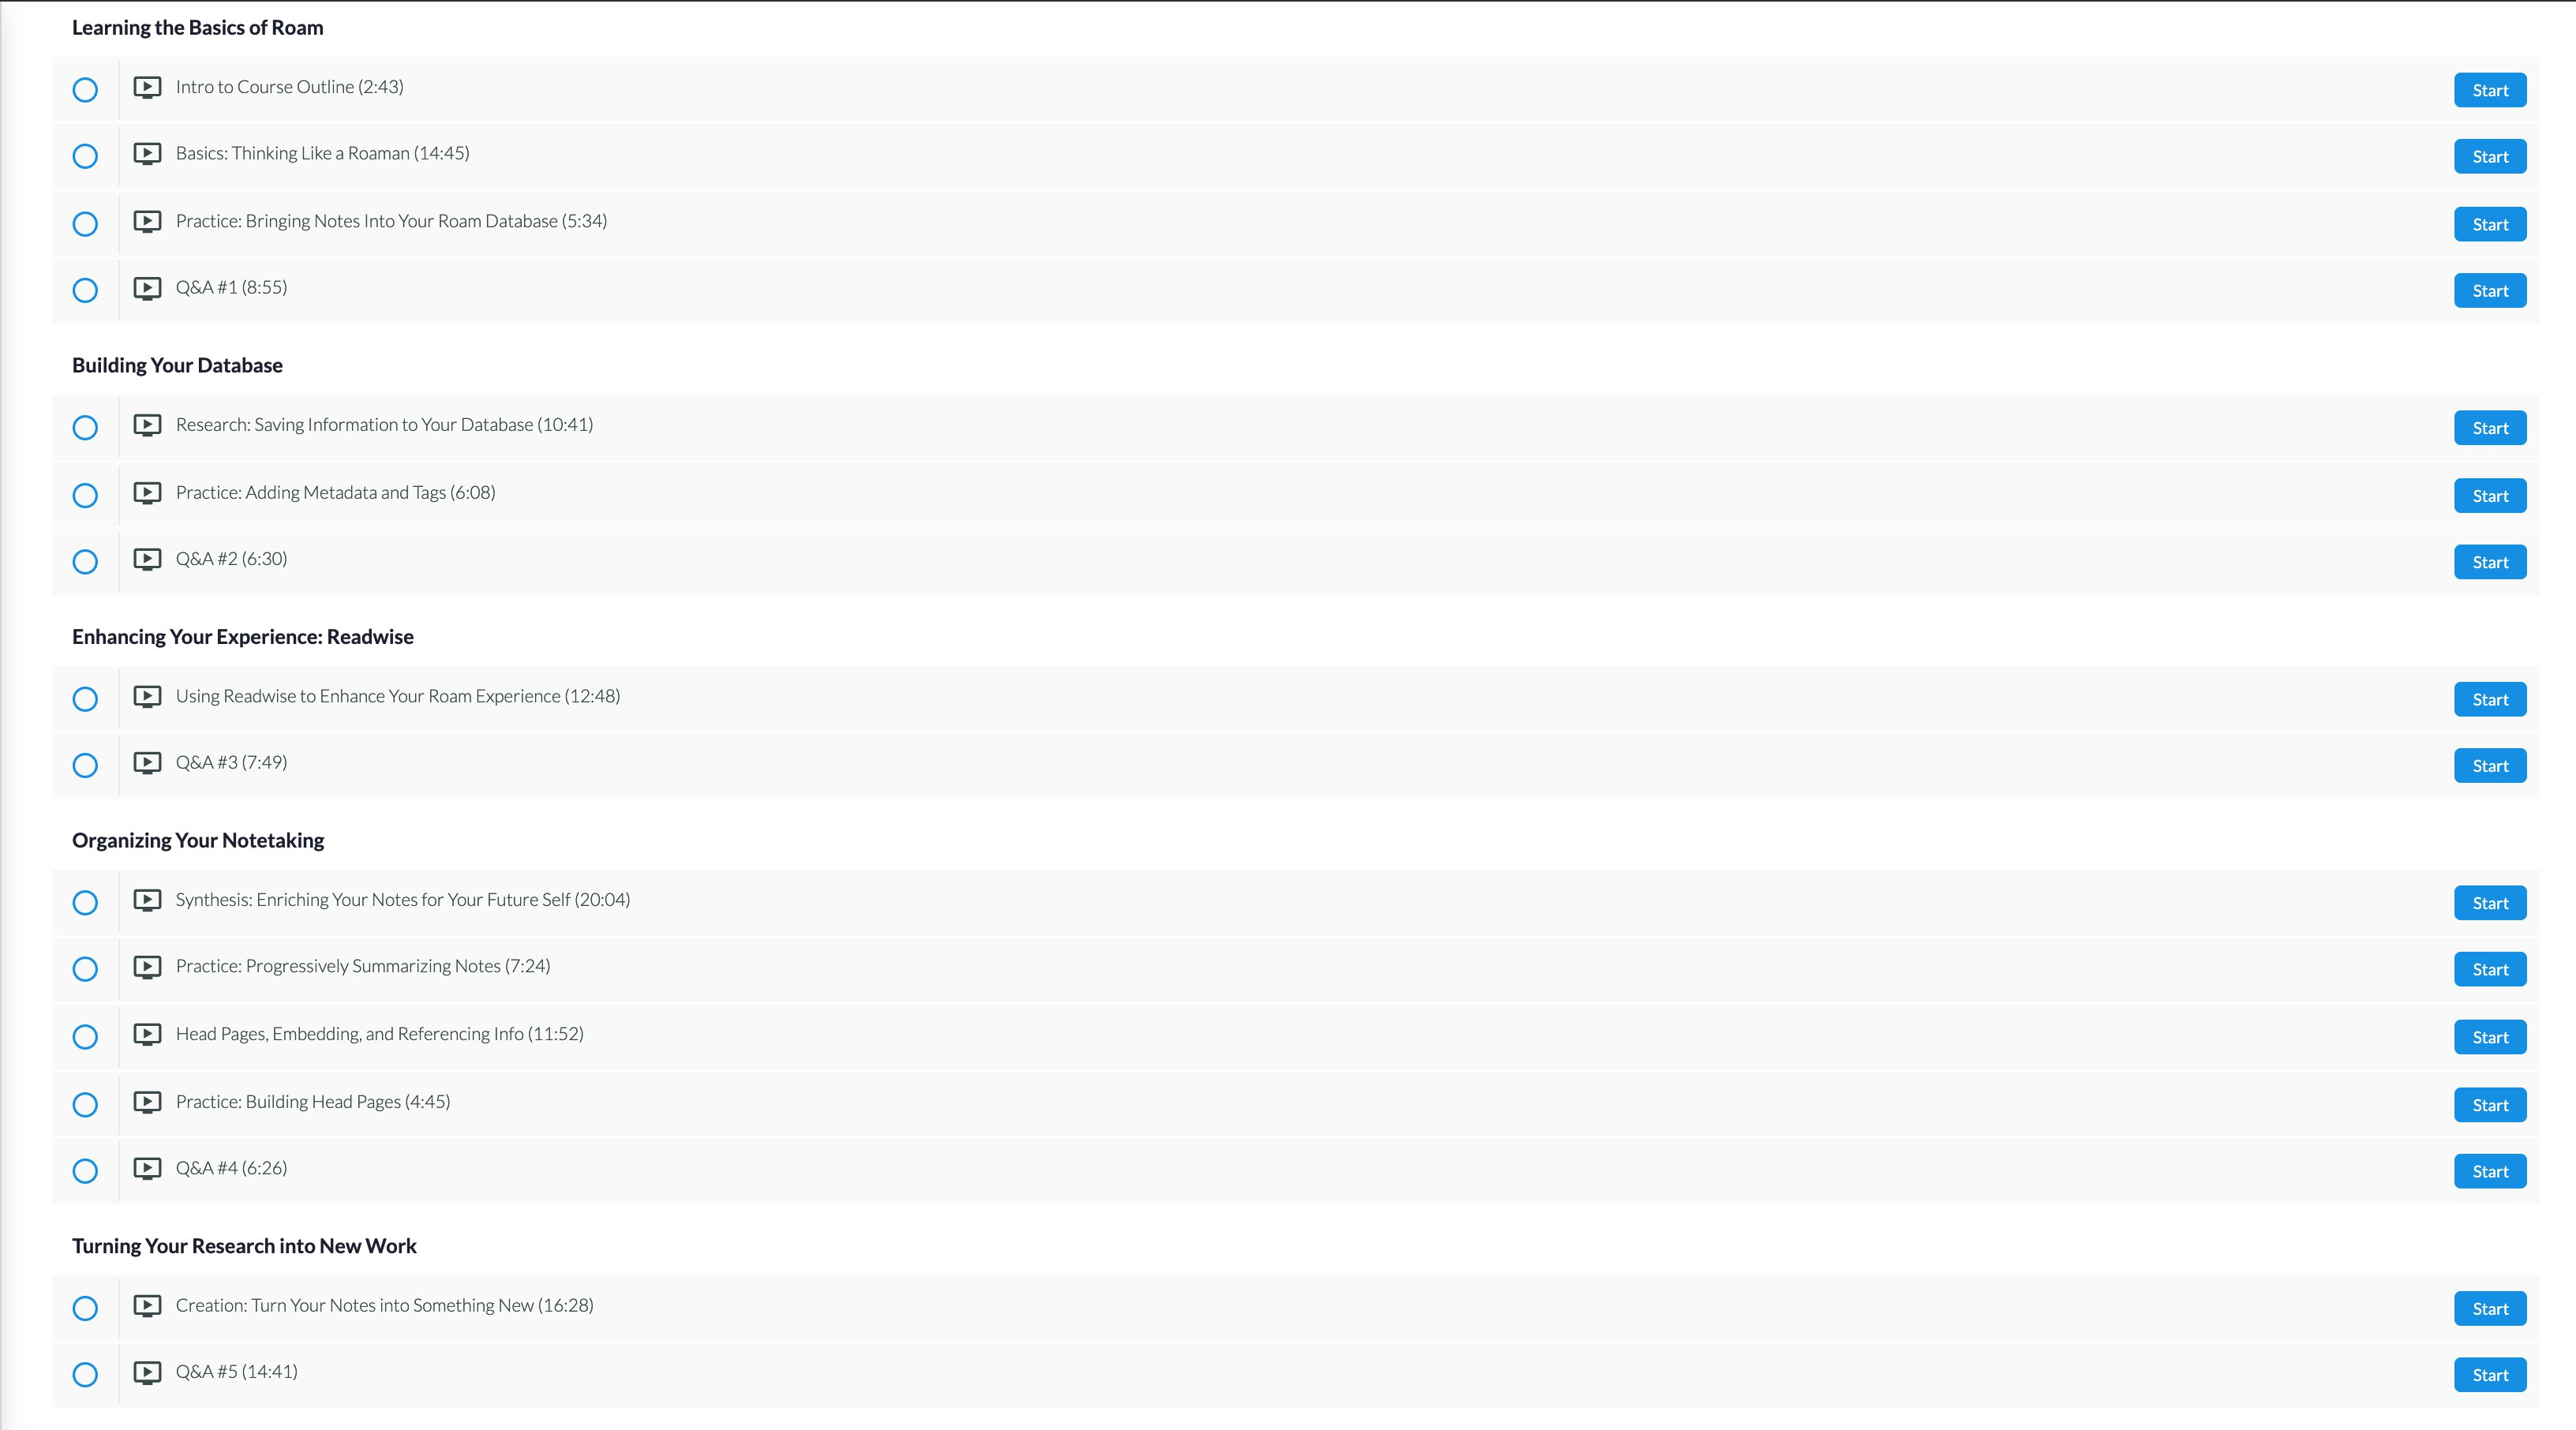 Learning the Basics of Roam
Intro to Course Outline (2:43) Start
Basics: Thinking Like a Roaman (14:45) Start
Practice: Bringing Notes Into Your Roam Database (5:34) Start
Q&A #1 (8:55) Start
Building Your Database
Research: Saving Information to Your Database (10:41) Start
Practice: Adding Metadata and Tags (6:08) Start
Q&A #2 (6:30) Start
Enhancing Your Experience: Readwise
Using Readwise to Enhance Your Roam Experience (12:48) Start
Q&A #3 (7:49) Start
Organizing Your Notetaking
Synthesis: Enriching Your Notes for Your Future Self (20:04) Start
Practice: Progressively Summarizing Notes (7:24) Start
Head Pages, Embedding, and Referencing Info (11:52) Start
Practice: Building Head Pages (4:45) Start
Q&A #4 (6:26) Start
Turning Your Research into New Work
Creation: Turn Your Notes into Something New (16:28) Start
Q&A #5 (14:41) Start